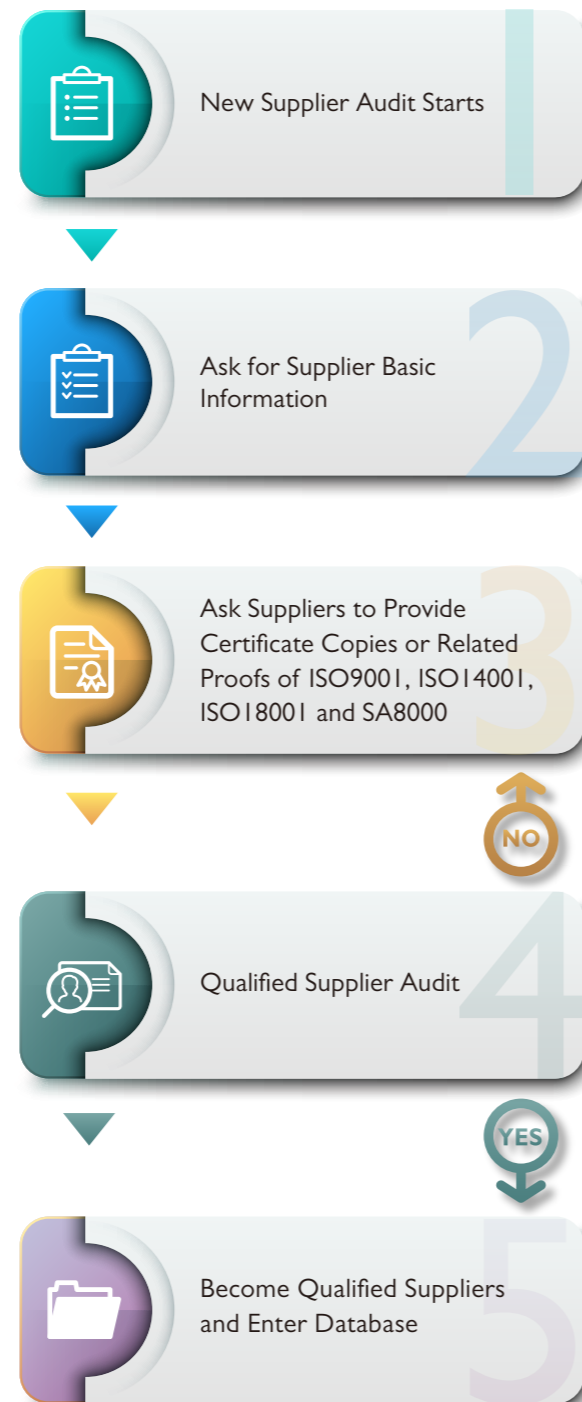 1
New Supplier Audit Starts
2
Ask for Supplier Basic
Information
3
Ask Suppliers to Provide
Certificate Copies or Related
Proofs of ISO9001, ISO14001,
ISO18001 and SA8000
NO
4
Qualified Supplier Audit
YES
5
Become Qualified Suppliers
and Enter Database